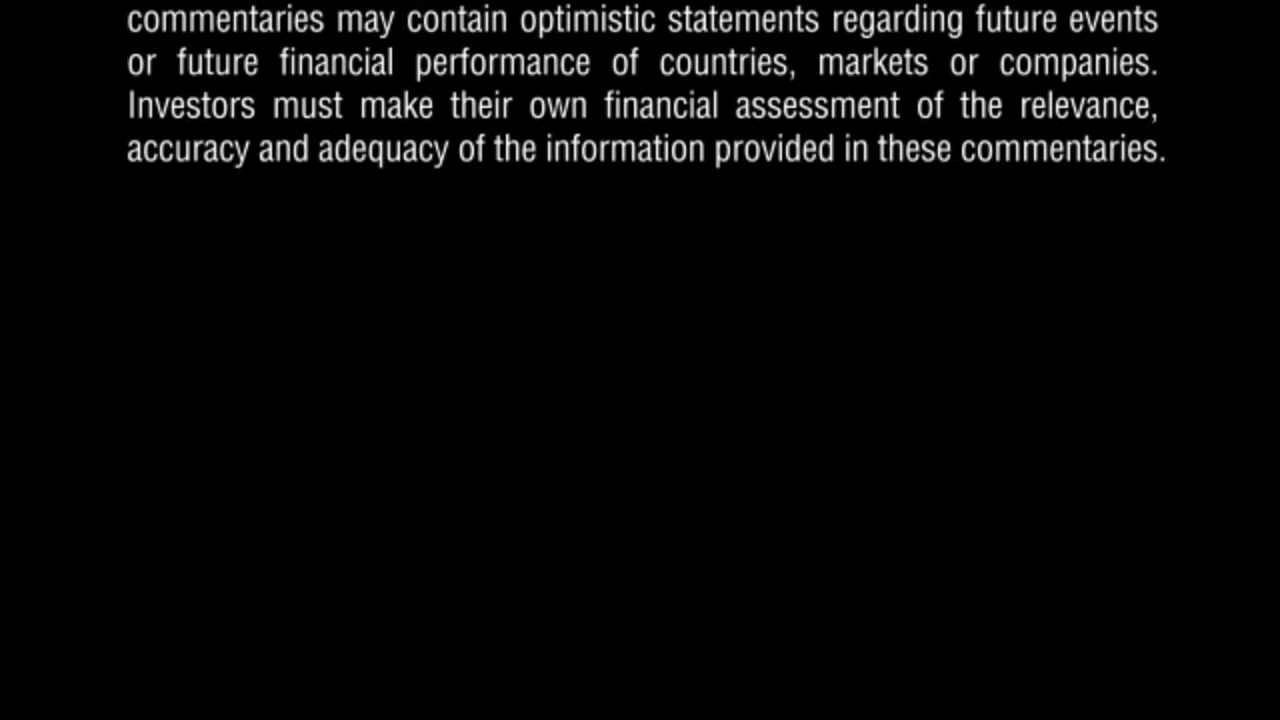 commentaries may contain optimistic statements regarding future events
or future financial performance of countries, markets or companies.
Investors must make their own financial assessment of the relevance,
accuracy and adequacy of the information provided in these commentaries.